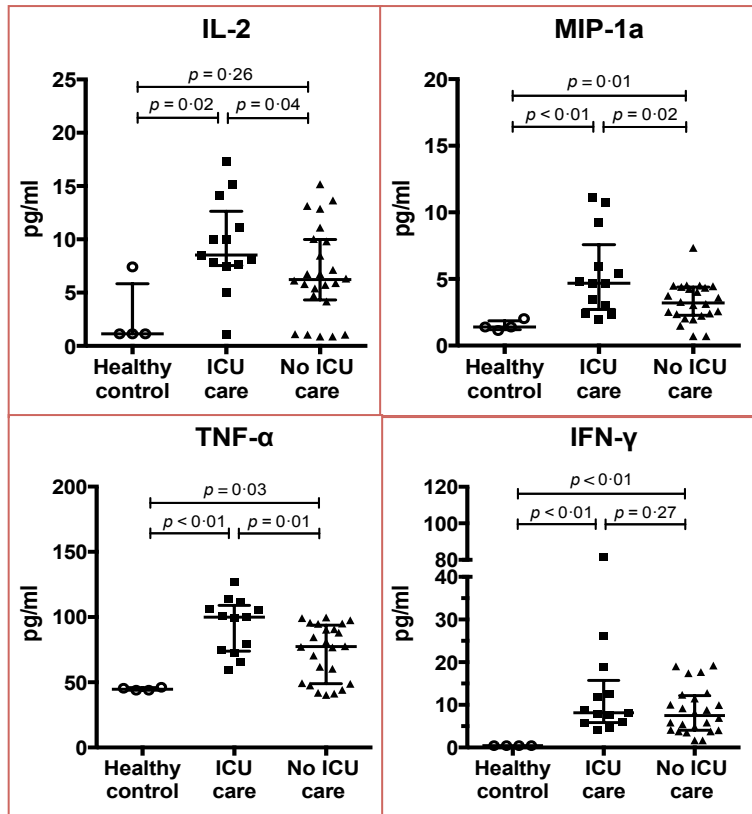 IL-2
25
20
15
10
5
0
pg/ml
p = 0·26
p = 0·02
p = 0·04
Healthy control
ICU care
No ICU care
MIP-1a
20
15
10
5
0
pg/ml
p = 0·01
p < 0·01
p = 0·02
Healthy control
ICU care
No ICU care
TNF-α
200
150
100
50
0
pg/ml
p = 0·03
p < 0·01
p = 0·01
Healthy control
ICU care
No ICU care
IFN-γ
120
100
80
40
30
20
10
0
pg/ml
p < 0·01
p < 0·01
p = 0·27
Healthy control
ICU care
No ICU care